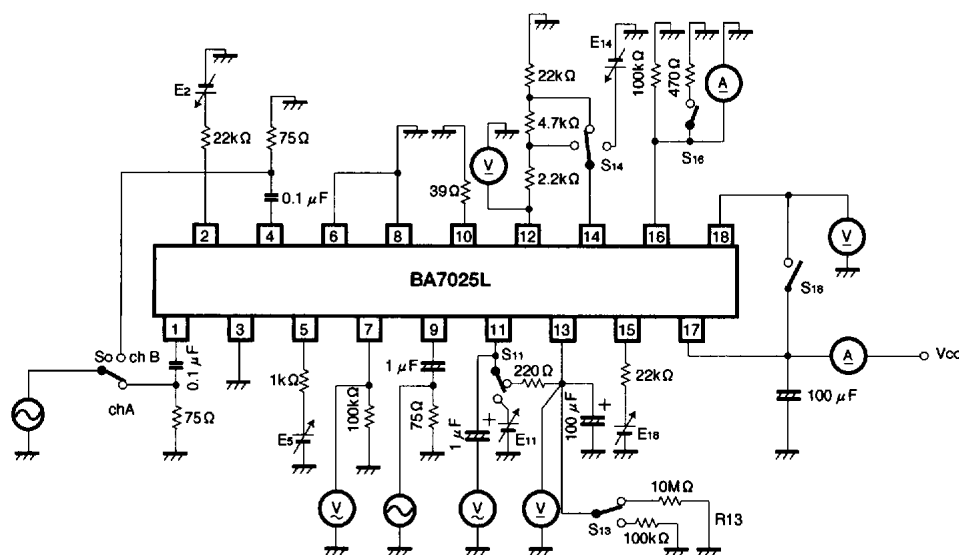 E2
22kΩ
75Ω
0.1 μF
39Ω
V
22kΩ
4.7kΩ
2.2kΩ
E14
S14
100kΩ
470Ω
A
S16
2
4
6
8
10
12
14
16
18
BA7025L
V
S18
1
3
5
7
9
11
13
15
17
So
ch B
chA
0.1 μF
75Ω
1kΩ
E5
100kΩ
1 μF
75Ω
S11
220Ω
1 μF
+
E11
100 μF
+
22kΩ
E18
A
Vcc
100 μF
V
V
S13
10MΩ
100kΩ
R13